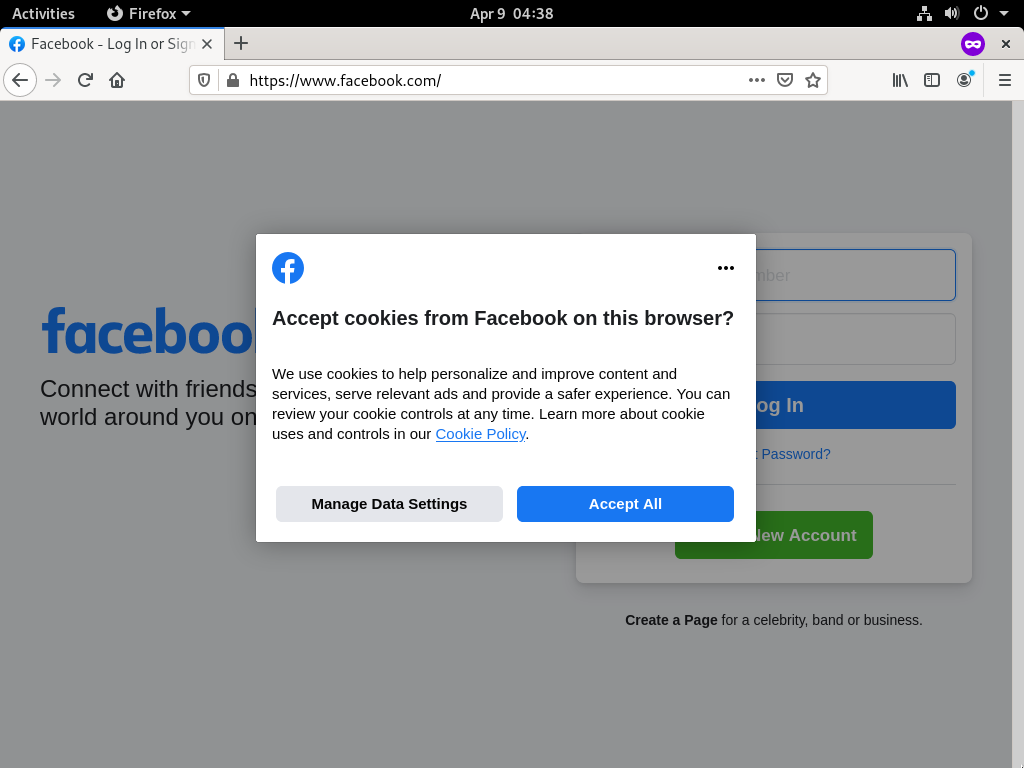 Activities
Firefox
Apr 9 04:38
Facebook - Log In or Sign
https://www.facebook.com/
Accept cookies from Facebook on this browser?
We use cookies to help personalize and improve content and
services, serve relevant ads and provide a safer experience. You can
review your cookie controls at any time. Learn more about cookie
uses and controls in our Cookie Policy.
Manage Data Settings
Accept All
faceboo
Connect with friends
world around you on
mber
og In
t Password?
New Account
Create a Page for a celebrity, band or business.